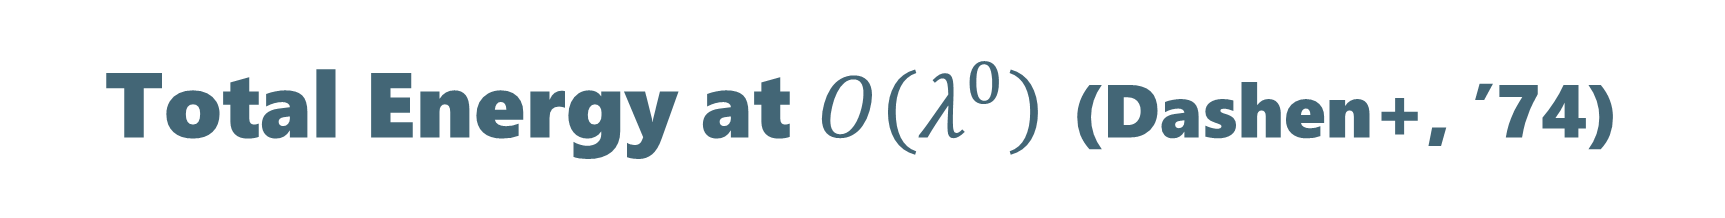 Total Energy at 𝑂(𝜆⁰) (Dashen+, ′74)